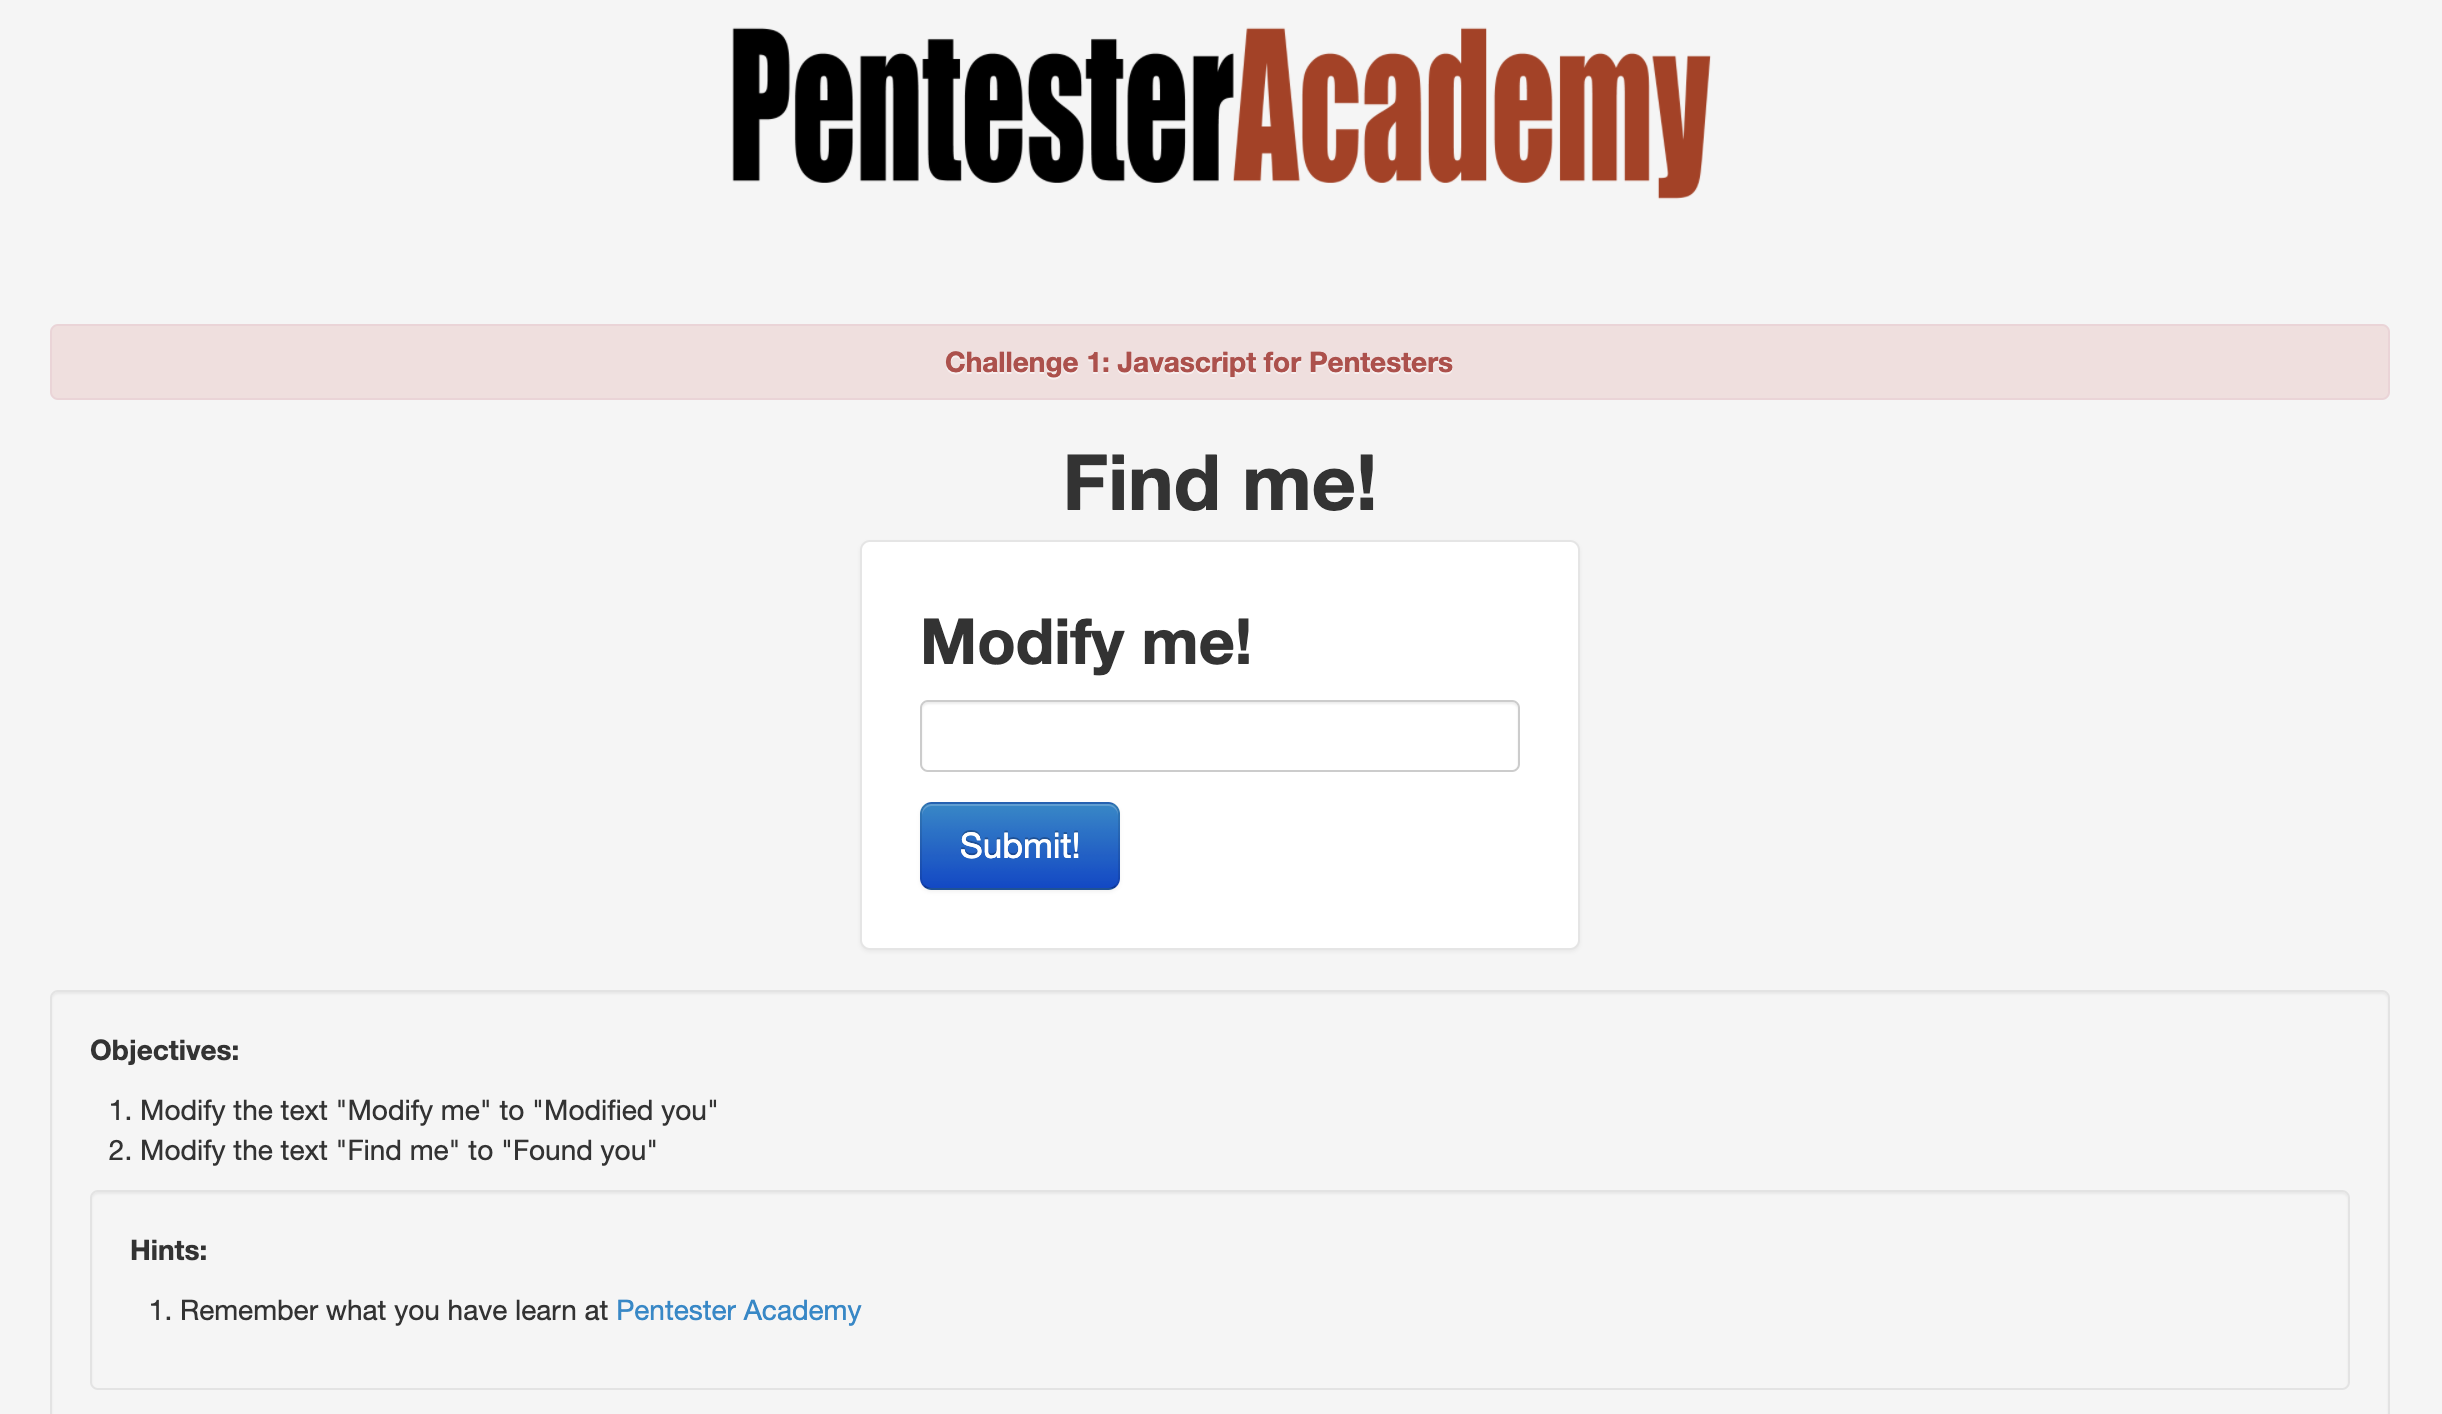 PentesterAcademy
Challenge 1: Javascript for Pentesters
Find me!
Modify me!
Submit!
Objectives:
1. Modify the text "Modify me" to "Modified you"
2. Modify the text "Find me" to "Found you"
Hints:
1. Remember what you have learn at Pentester Academy